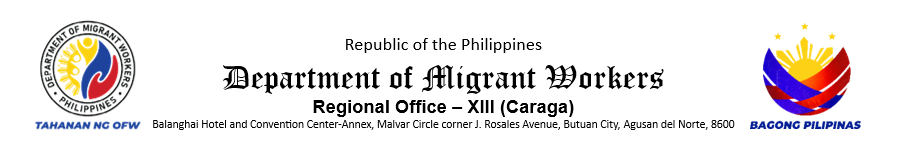 Republic of the Philippines
Department of Migrant Workers
Regional Office – XIII (Caraga)
Balanghai Hotel and Convention Center-Annex, Malvar Circle corner J. Rosales Avenue, Butuan City, Agusan del Norte, 8600
DEPARTMENT OF MIGRANT WORKERS
• PHILIPPINES •
TAHANAN NG OFW
BAGONG PILIPINAS